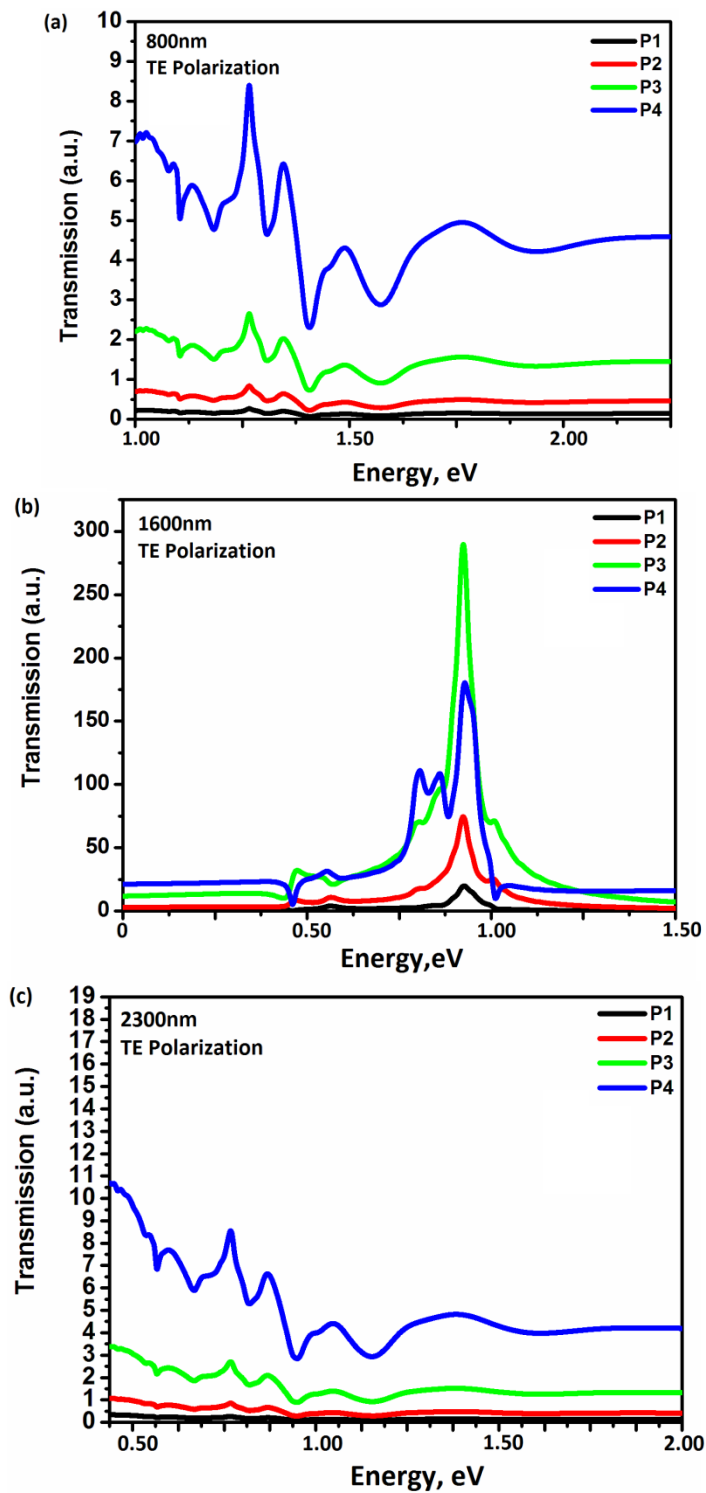 (a)
800nm
TE Polarization
P1
P2
P3
P4
Transmission (a.u.)
10
9
8
7
6
5
4
3
2
1
0
1.00 1.50 2.00
Energy, eV
(b)
1600nm
TE Polarization
P1
P2
P3
P4
Transmission (a.u.)
300
250
200
150
100
50
0
0 0.50 1.00 1.50
Energy,eV
(c)
2300nm
TE Polarization
P1
P2
P3
P4
Transmission (a.u.)
19
18
17
16
15
14
13
12
11
10
9
8
7
6
5
4
3
2
1
0
0.50 1.00 1.50 2.00
Energy, eV